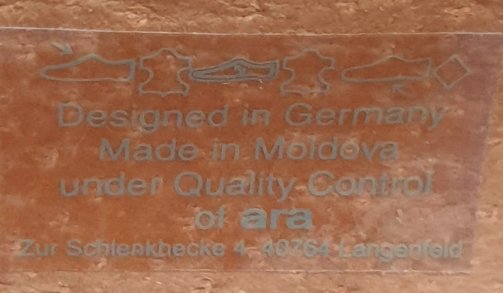 Designed in Germany
Made in Moldova
under Quality Control
of ara
Zur Schlenkhecke 4, 40764 Langenfeld